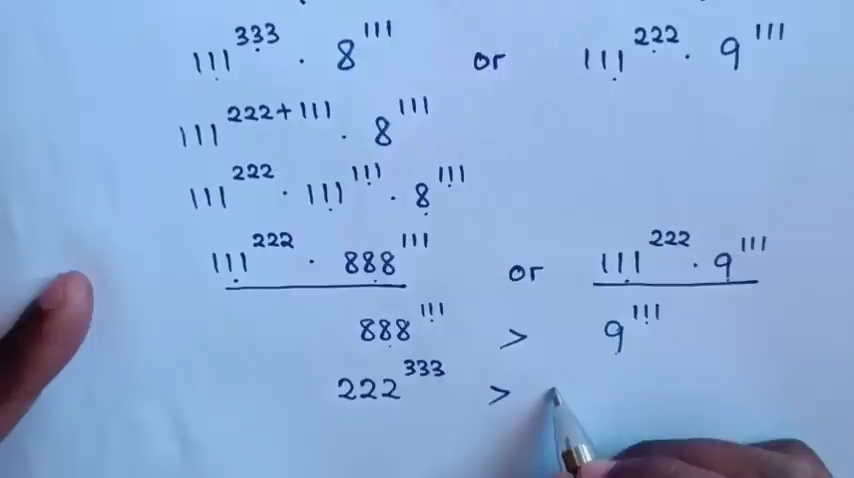 111^333 · 8^111 or 111^222 · 9^111
111^222+111 · 8^111
111^222 · 111^111 · 8^111
111^222 · 888^111 or 111^222 · 9^111
888^111 > 9^111
222^333 >